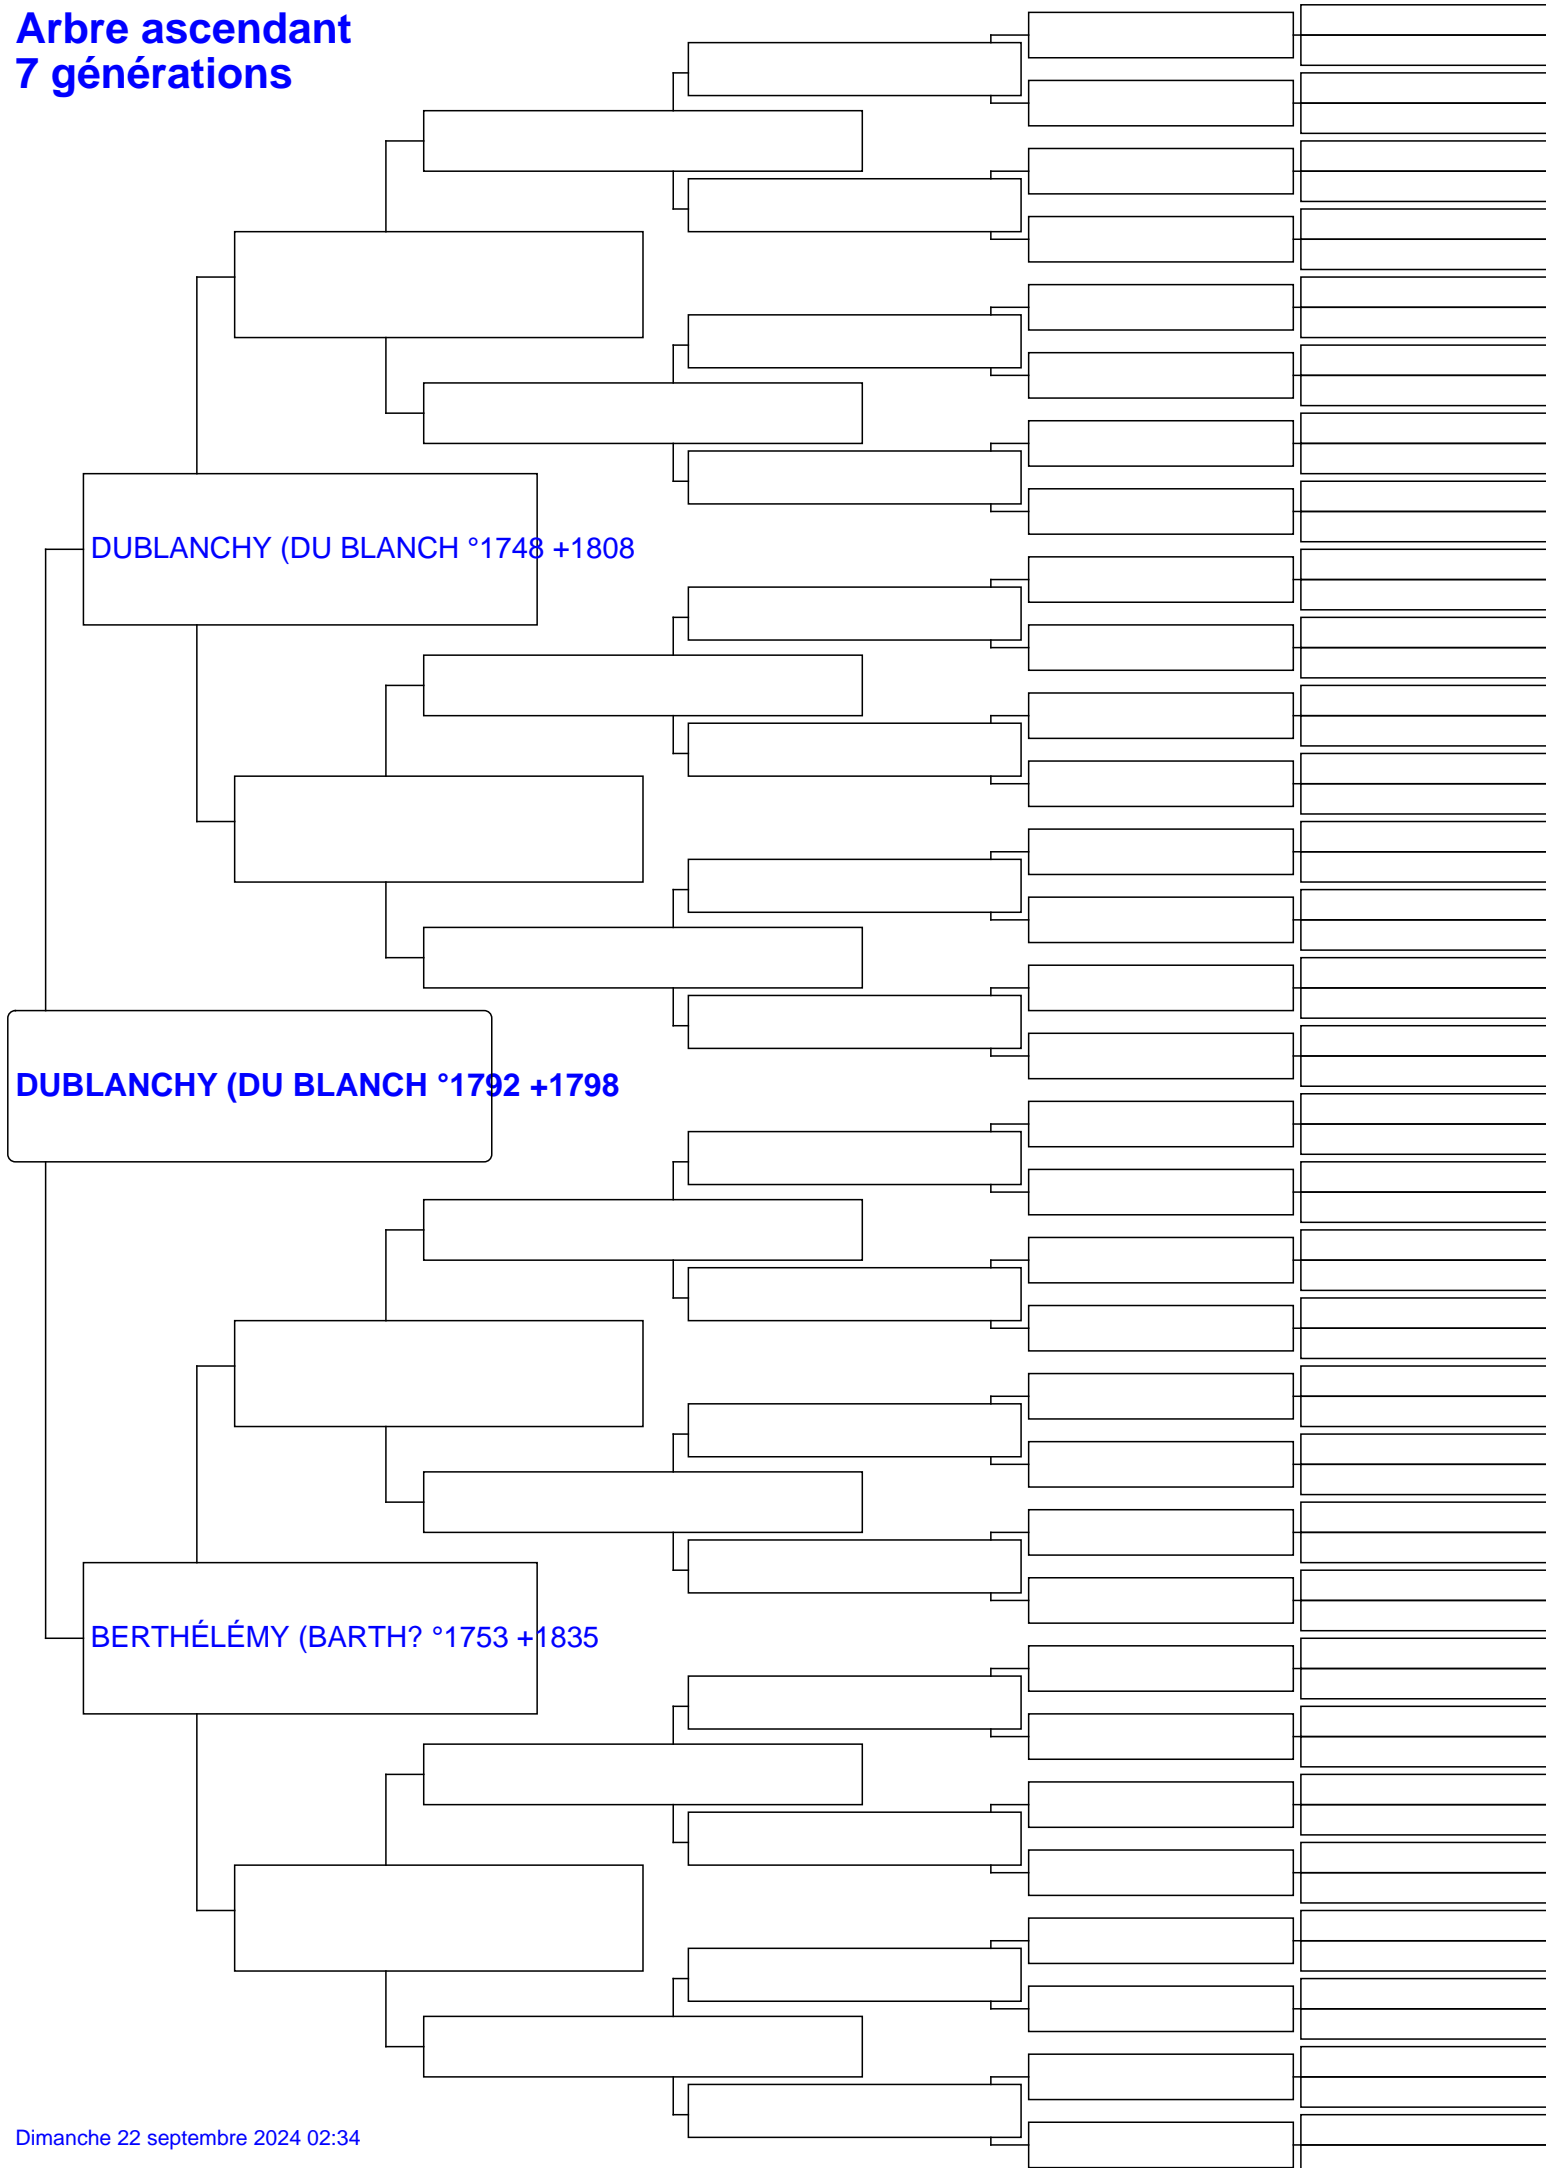 Arbre ascendant
7 générations
DUBLANCHY (DU BLANCH °1748 +1808
DUBLANCHY (DU BLANCH °1792 +1798
BERTHÉLÉMY (BARTH? °1753 +1835
Dimanche 22 septembre 2024 02:34